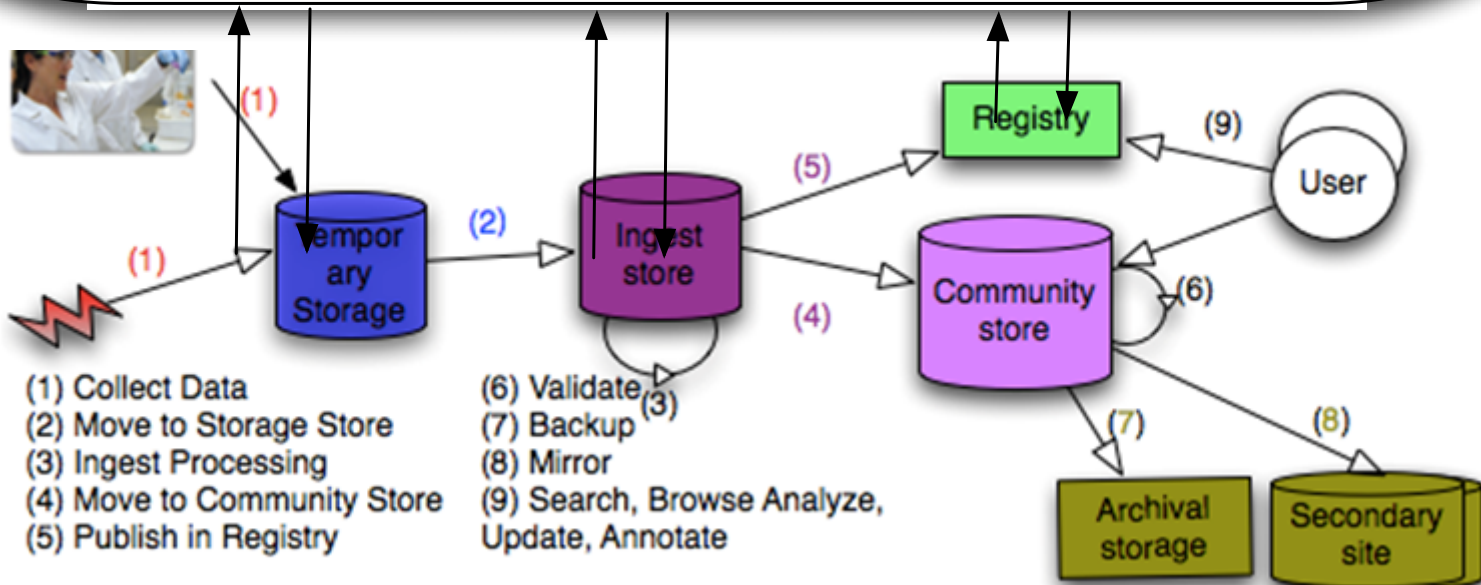 (1)
Registry
(9)
User
(5)
(2)
(1)
Temporary
ary
Storage
Ingest
store
Community
store
(6)
(4)
(3)
(7)
(8)
Archival
storage
Secondary
site
(1) Collect Data
(2) Move to Storage Store
(3) Ingest Processing
(4) Move to Community Store
(5) Publish in Registry
(6) Validate
(7) Backup
(8) Mirror
(9) Search, Browse Analyze,
Update, Annotate